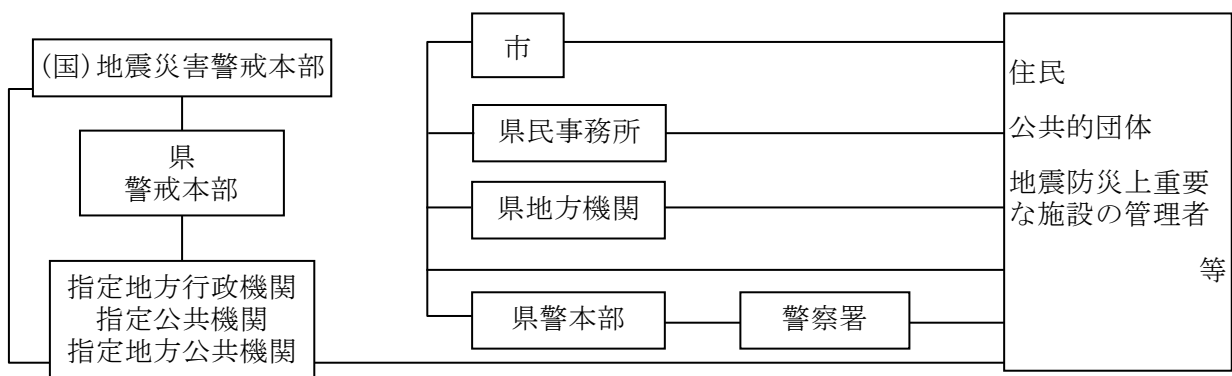 (国)地震災害警戒本部
県
警戒本部
指定地方行政機関
指定公共機関
指定地方公共機関
市
県民事務所
県地方機関
県警本部
警察署
住民
公共的団体
地震防災上重要
な施設の管理者
等